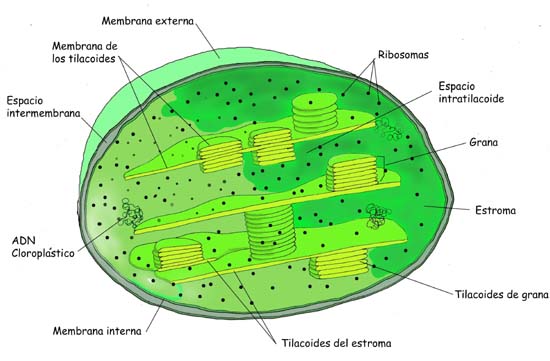 Membrana externa
Membrana de
los tilacoides
Ribosomas
Espacio
intermembrana
Espacio
intratilacoide
Grana
Estroma
ADN
Cloroplástico
Tilacoides de grana
Membrana interna
Tilacoides del estroma